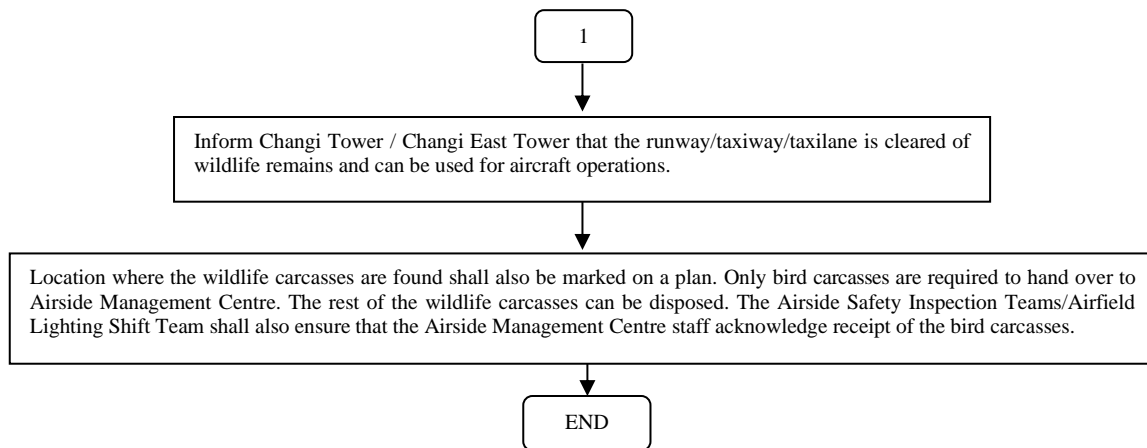 1
Inform Changi Tower / Changi East Tower that the runway/taxiway/taxilane is cleared of
wildlife remains and can be used for aircraft operations.
Location where the wildlife carcasses are found shall also be marked on a plan. Only bird carcasses are required to hand over to
Airside Management Centre. The rest of the wildlife carcasses can be disposed. The Airside Safety Inspection Teams/Airfield
Lighting Shift Team shall also ensure that the Airside Management Centre staff acknowledge receipt of the bird carcasses.
END